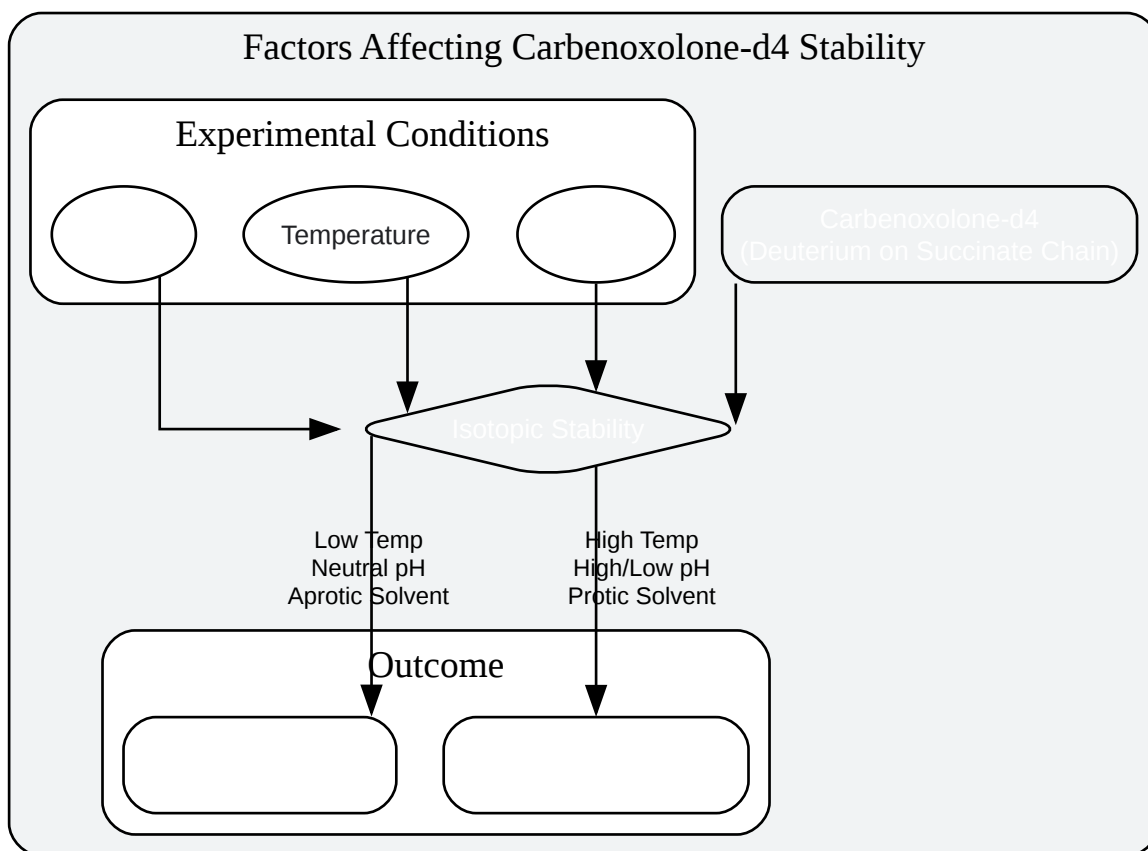 Factors Affecting Carbenoxolone-d4 Stability
Experimental Conditions
Temperature
Carbenoxolone-d4
(Deuterium on Succinate Chain)
Isotopic Stability
Low Temp
Neutral pH
Aprotic Solvent
High Temp
High/Low pH
Protic Solvent
Outcome